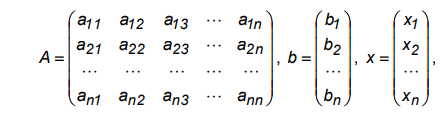 A = ( a11 a12 a13 ⋯ a1n ; a21 a22 a23 ⋯ a2n ; ⋯ ⋯ ⋯ ⋯ ⋯ ; an1 an2 an3 ⋯ ann ), b = ( b1 ; b2 ; ⋯ ; bn ), x = ( x1 ; x2 ; ⋯ ; xn ),